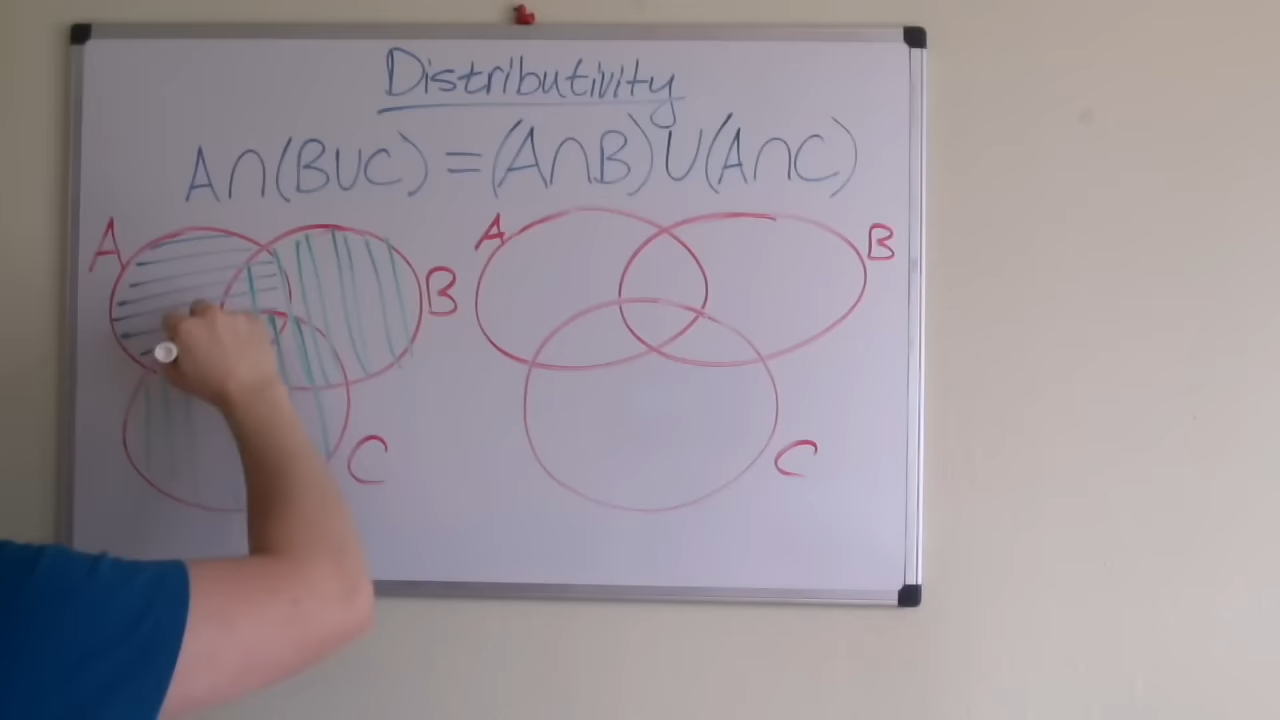 Distributivity
A∩(B∪C) = (A∩B)∪(A∩C)
A B A B
C C